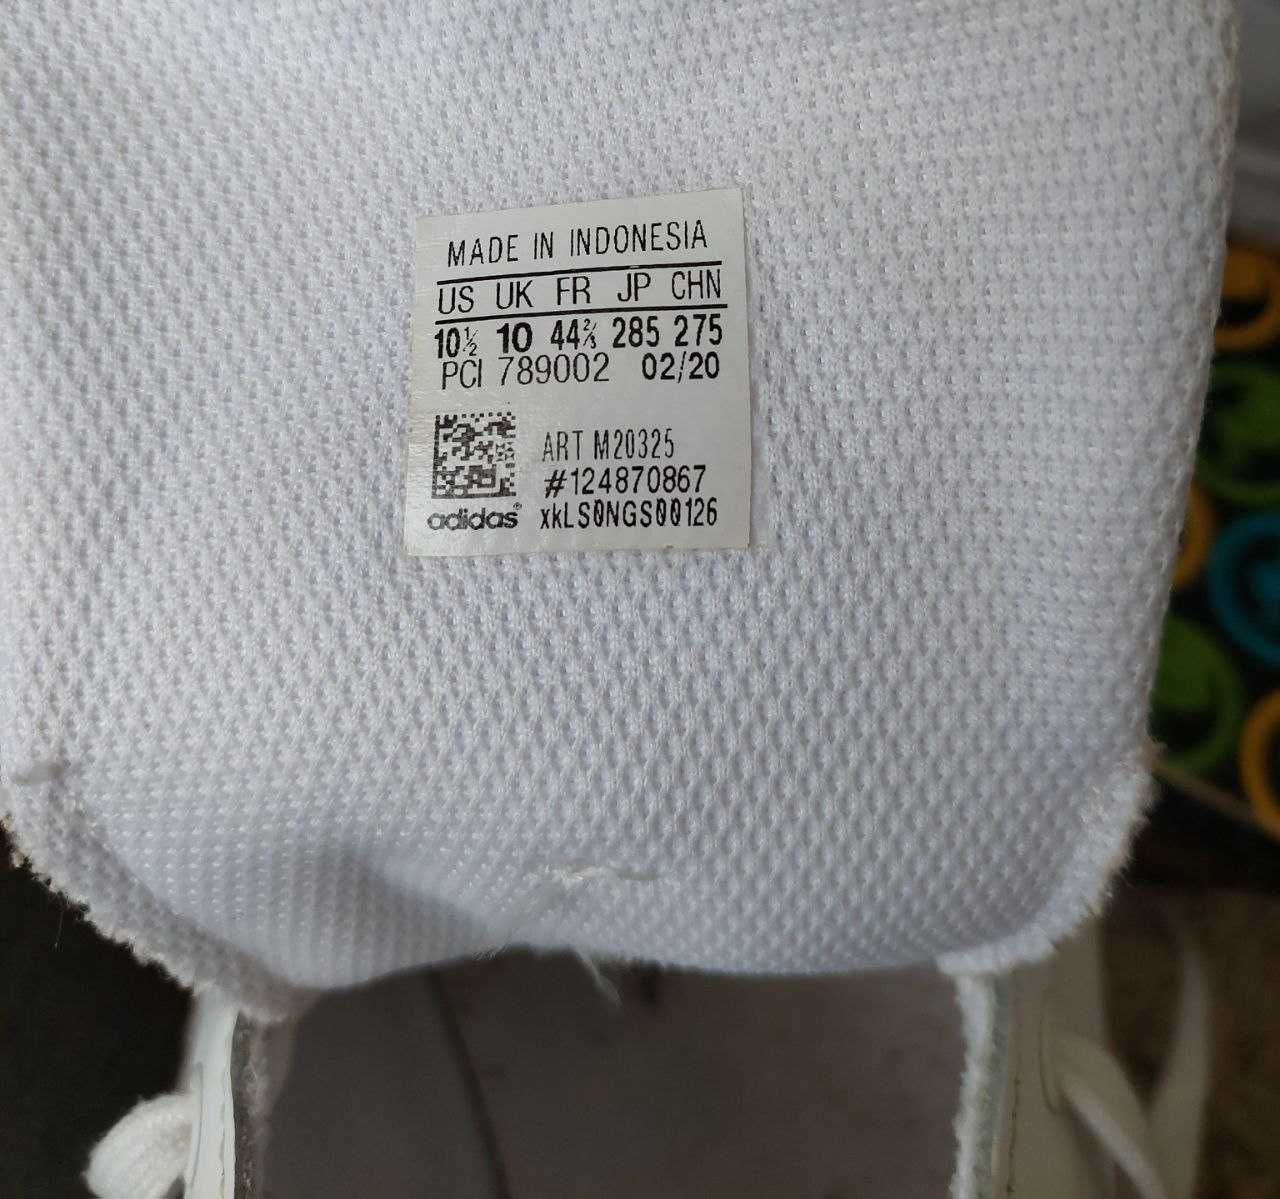 MADE IN INDONESIA
US UK FR JP CHN
10½ 10 44⅔ 285 275
PCI 789002 02/20
ART M20325
#124870867
adidas® xkLS0NGS00126